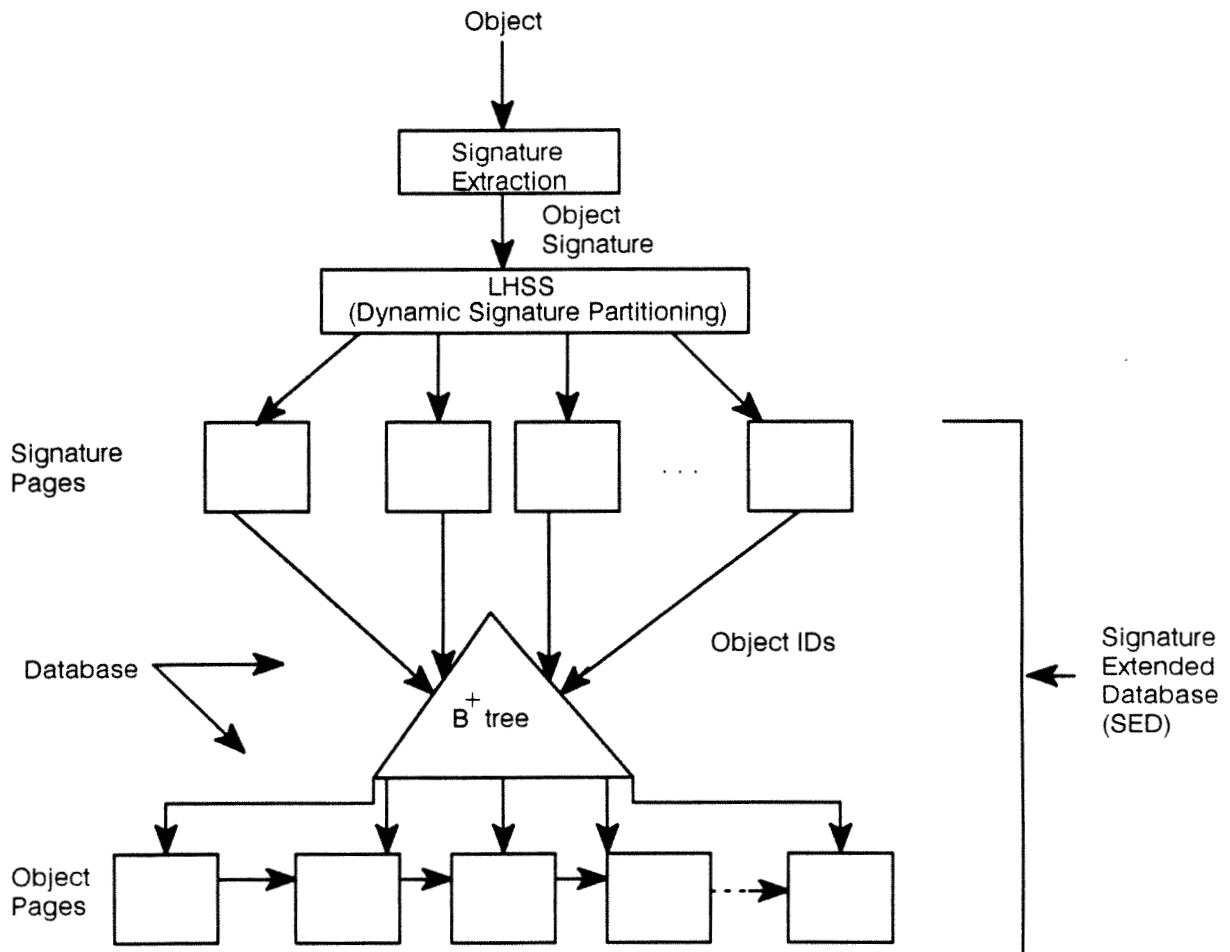 Object
Signature
Extraction
Object
Signature
LHSS
(Dynamic Signature Partitioning)
Signature
Pages
. . .
Object IDs
Database
B+ tree
Signature
Extended
Database
(SED)
Object
Pages